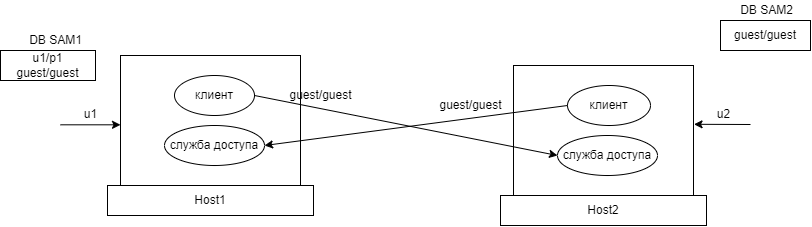 DB SAM1
u1/p1
guest/guest
DB SAM2
guest/guest
клиент
guest/guest
guest/guest
клиент
u1
u2
служба доступа
служба доступа
Host1
Host2